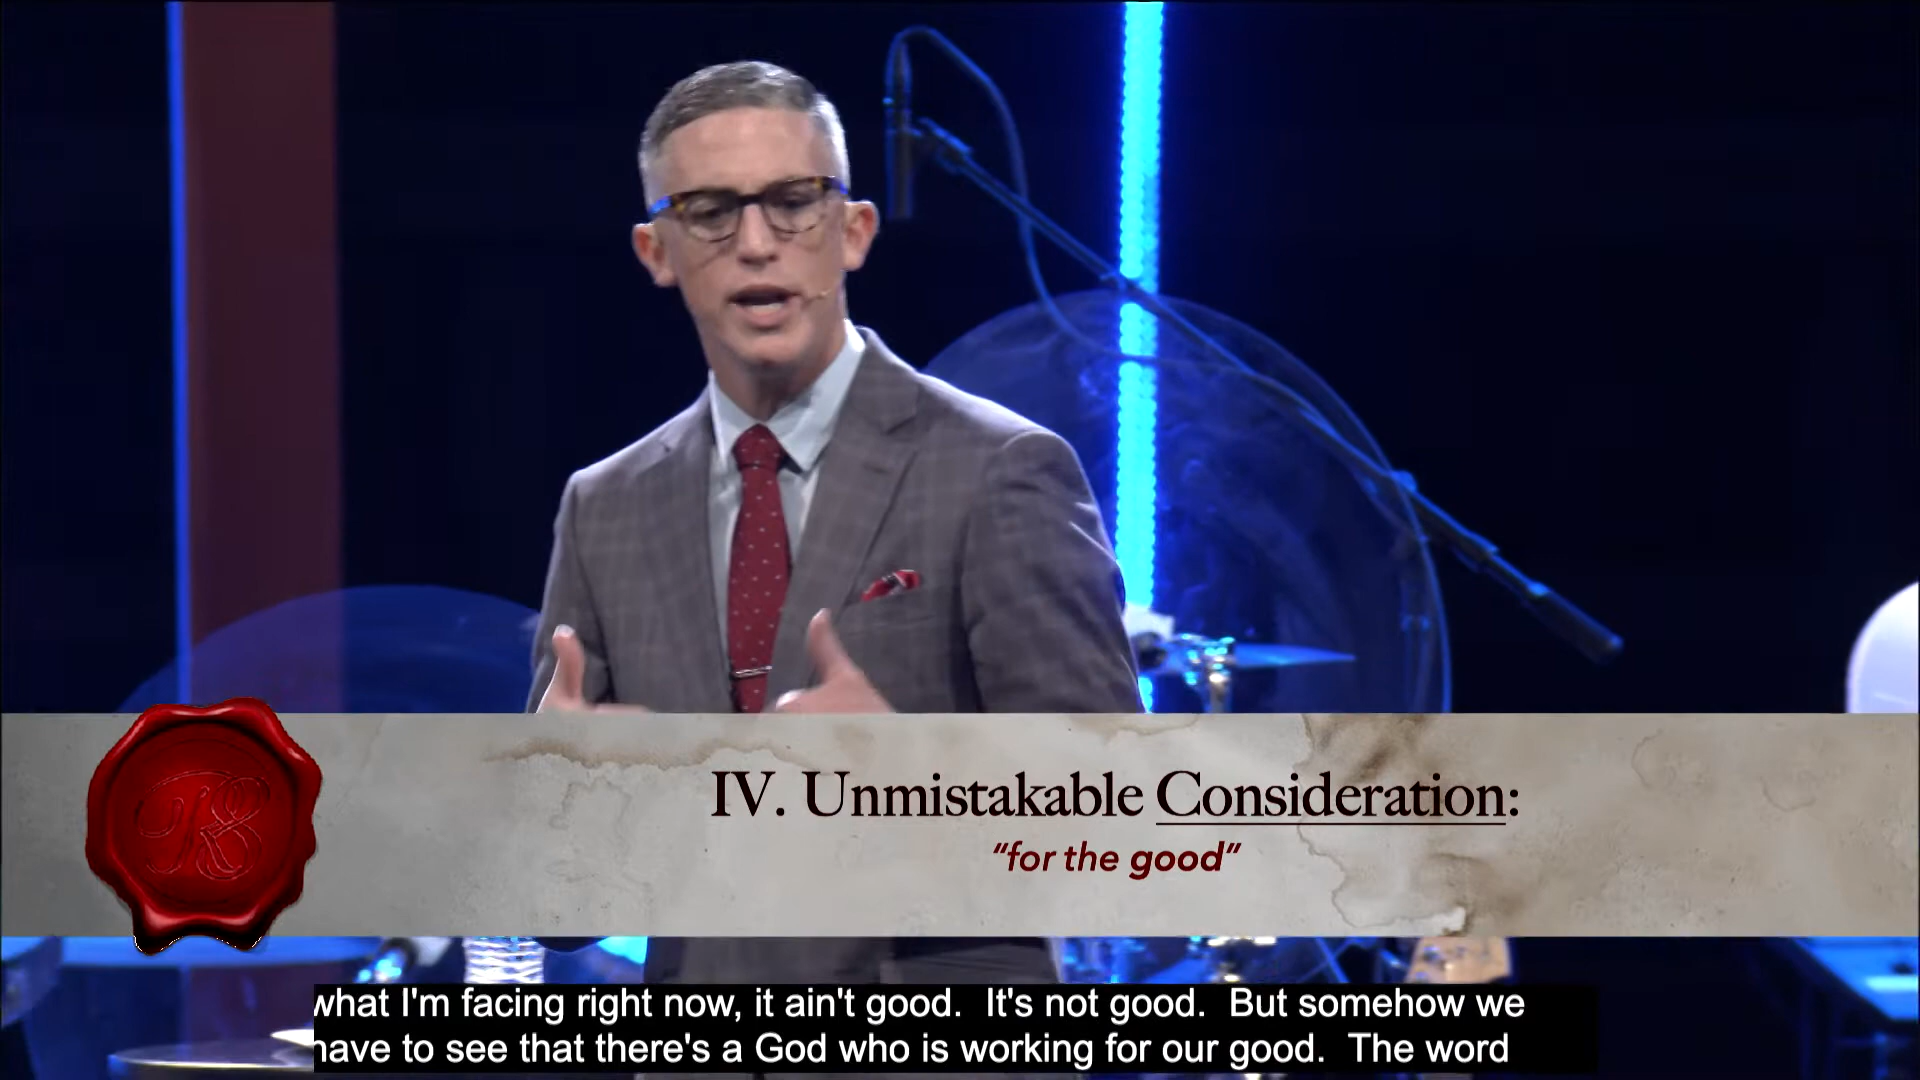 IV. Unmistakable Consideration:
“for the good”
what I'm facing right now, it ain't good. It's not good. But somehow we
have to see that there's a God who is working for our good. The word